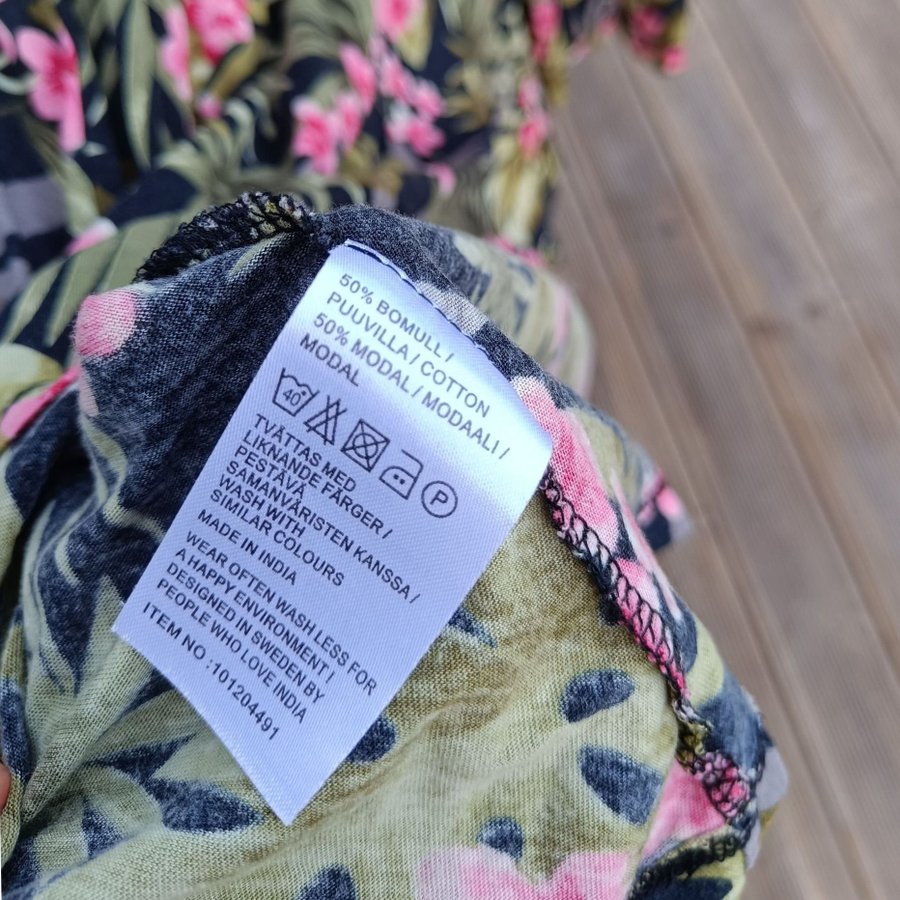 50% BOMULL /
PUUVILLA / COTTON
50% MODAL / MODAALI /
MODAL
40°
P
TVÄTTAS MED
LIKNANDE FÄRGER /
PESTÄVÄ
SAMANVÄRISTEN KANSSA /
WASH WITH
SIMILAR COLOURS
MADE IN INDIA
WEAR OFTEN WASH LESS FOR
A HAPPY ENVIRONMENT !
DESIGNED IN SWEDEN BY
PEOPLE WHO LOVE INDIA
ITEM NO :101204491